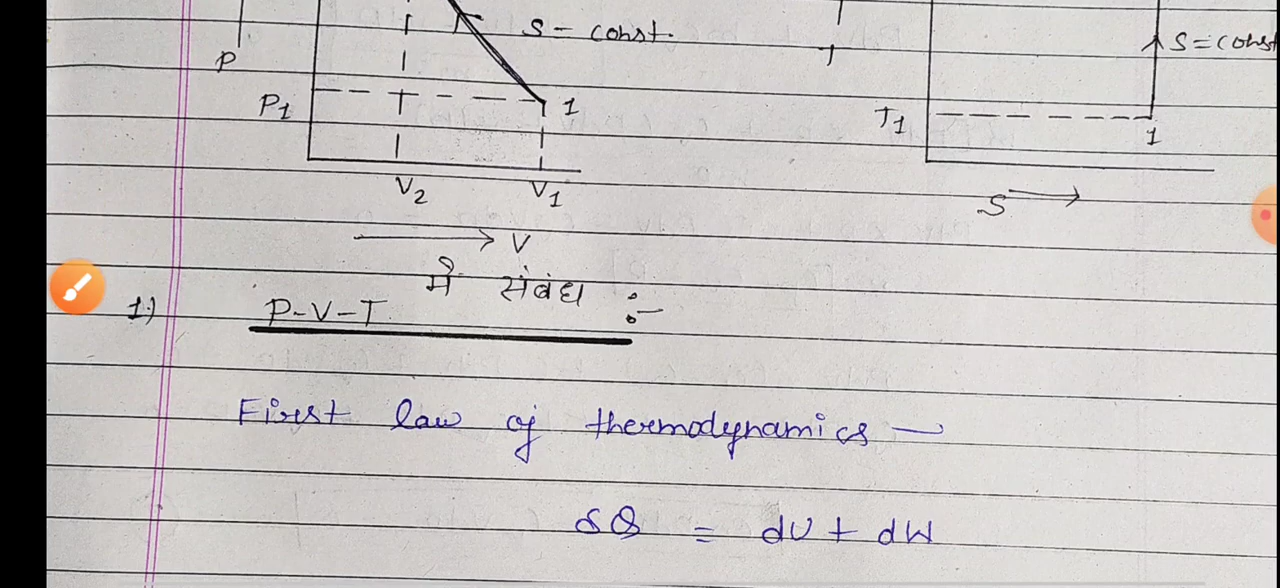 S - const.
S = const
P
P1
1
T1
1
V2 V1
S
V
में संबंध :-
1.) P-V-T
First law of thermodynamics —
δQ = dU + dW